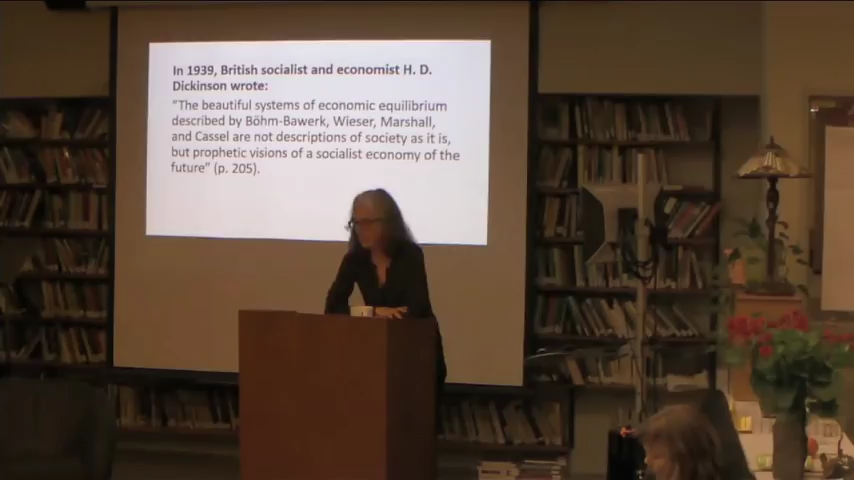 In 1939, British socialist and economist H. D.
Dickinson wrote:
"The beautiful systems of economic equilibrium
described by Böhm-Bawerk, Wieser, Marshall,
and Cassel are not descriptions of society as it is,
but prophetic visions of a socialist economy of the
future" (p. 205).